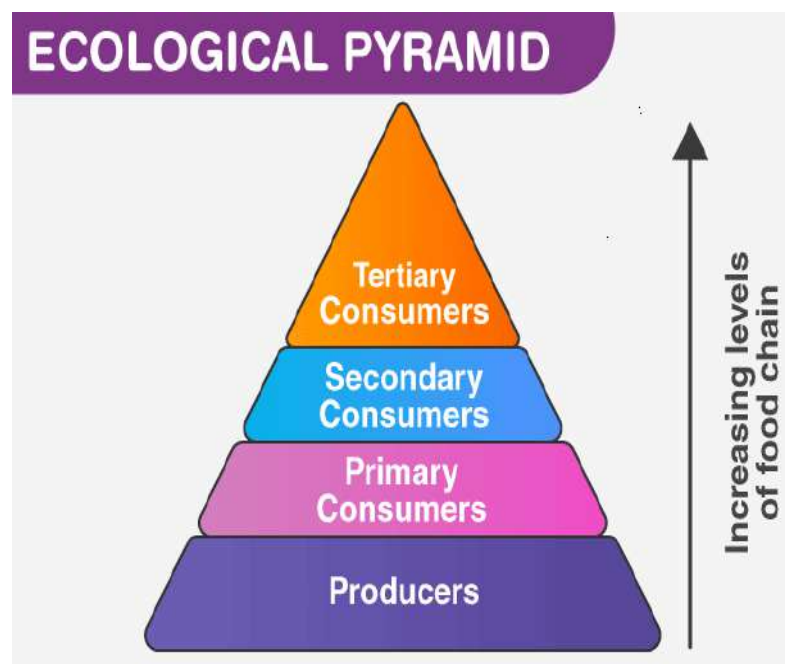 ECOLOGICAL PYRAMID
Tertiary
Consumers
Secondary
Consumers
Primary
Consumers
Producers
Increasing levels
of food chain